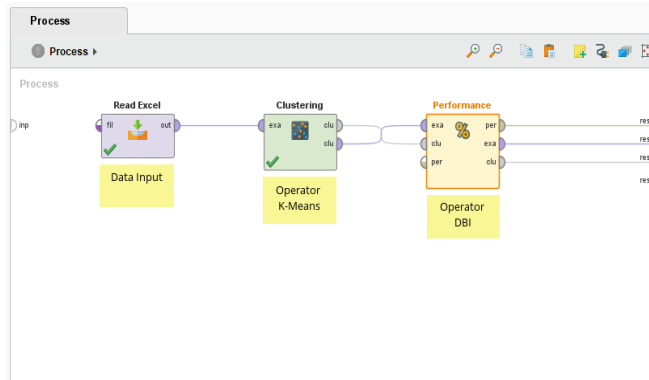 Process
Process
Process
inp
Read Excel
fil
out
Data Input
Clustering
exa
clu
clu
Operator
K-Means
Performance
exa
clu
per
%
per
exa
clu
Operator
DBI
res
res
res
res